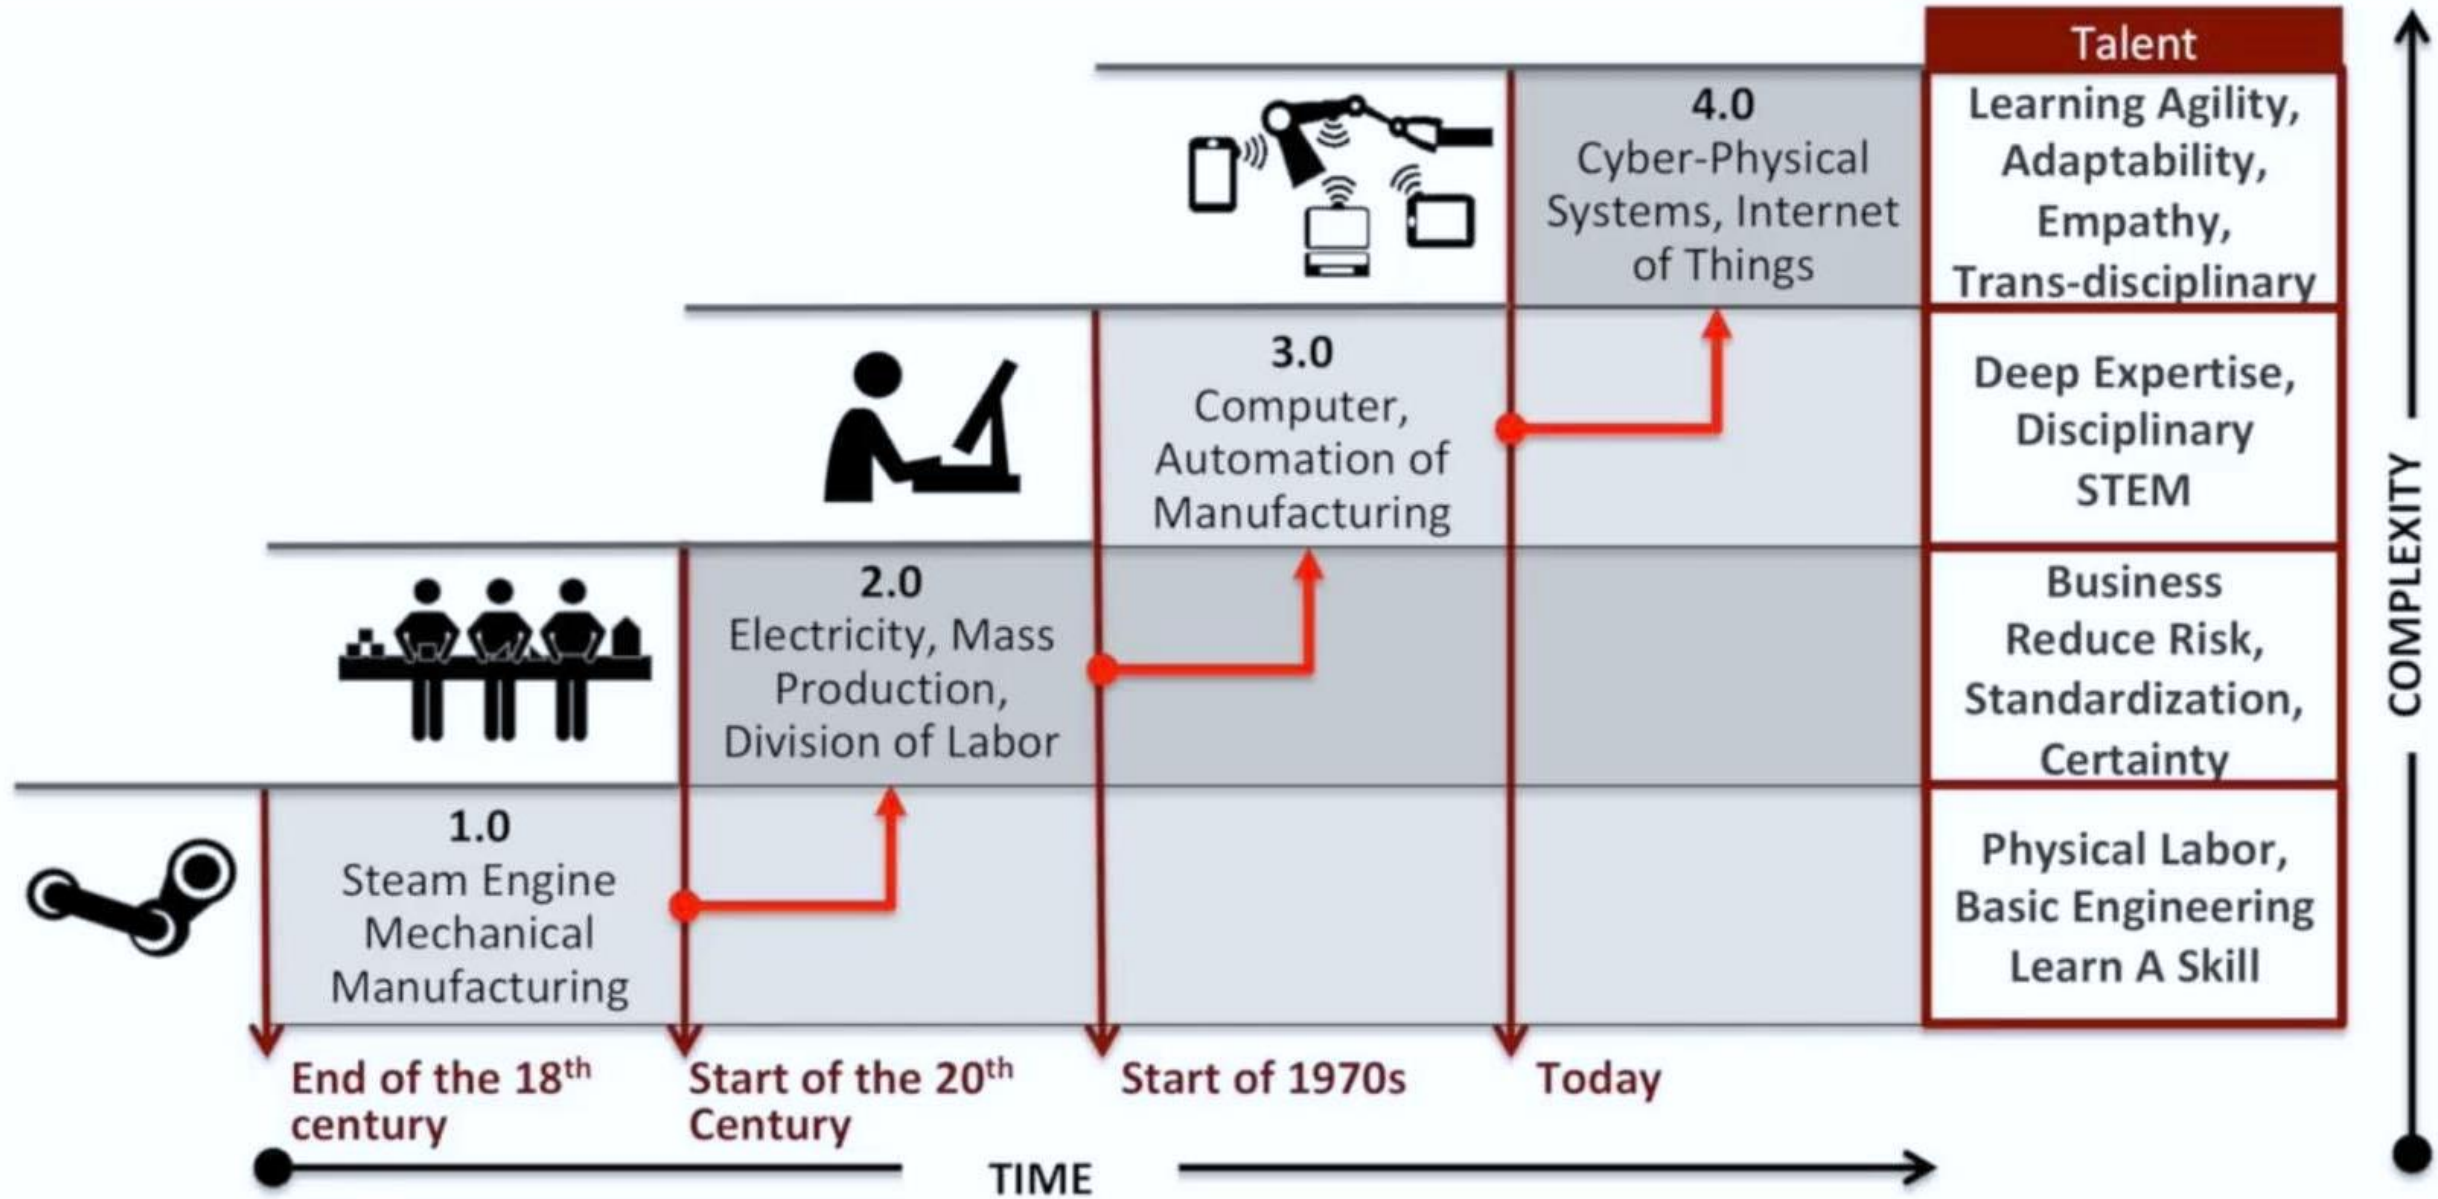 Talent
4.0
Cyber-Physical
Systems, Internet
of Things
Learning Agility,
Adaptability,
Empathy,
Trans-disciplinary
3.0
Computer,
Automation of
Manufacturing
Deep Expertise,
Disciplinary
STEM
2.0
Electricity, Mass
Production,
Division of Labor
Business
Reduce Risk,
Standardization,
Certainty
1.0
Steam Engine
Mechanical
Manufacturing
Physical Labor,
Basic Engineering
Learn A Skill
COMPLEXITY
End of the 18th
century
Start of the 20th
Century
Start of 1970s
Today
TIME